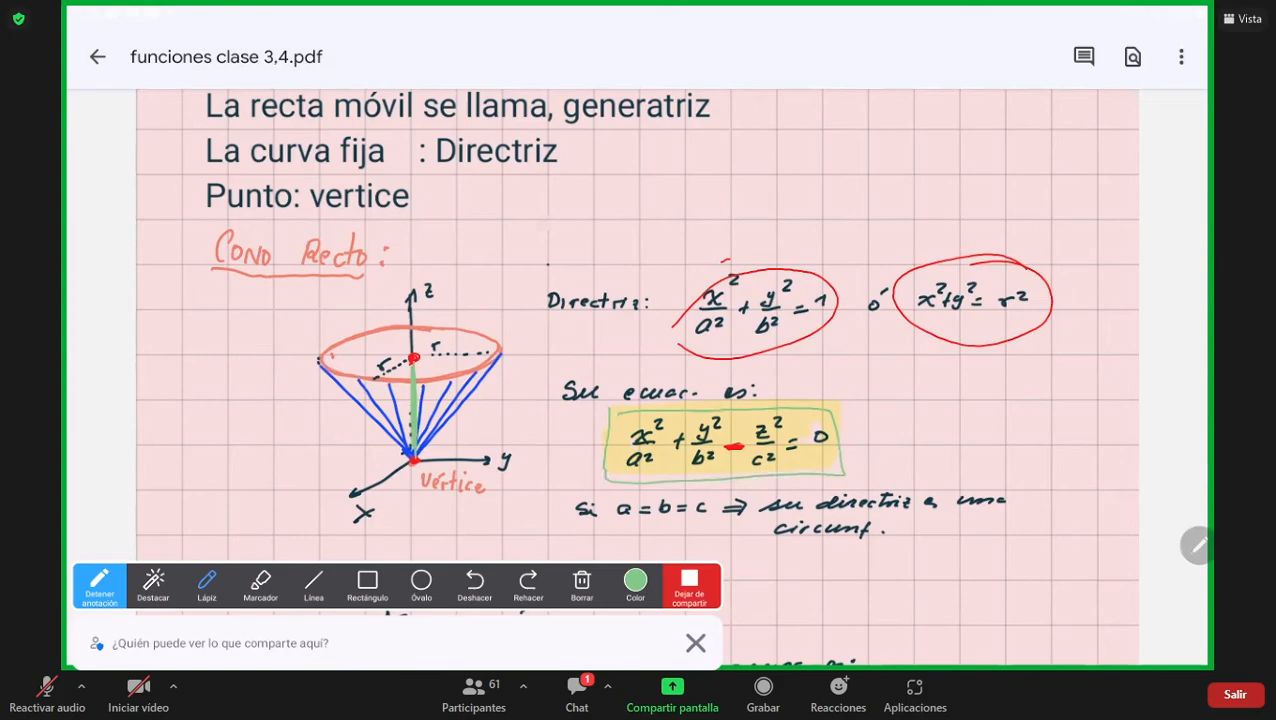 Vista
funciones clase 3,4.pdf
La recta móvil se llama, generatriz
La curva fija : Directriz
Punto: vertice
Cono Recto:
z
r
r
y
x
vértice
Directriz: x²/a² + y²/b² = 1 ó x²+y² = r²
Su ecuac. es:
x²/a² + y²/b² - z²/c² = 0
Si a = b = c ⇒ su directriz es una
circunf.
Detener anotación
Destacar
Lápiz
Marcador
Línea
Rectángulo
Óvalo
Deshacer
Rehacer
Borrar
Color
Dejar de compartir
¿Quién puede ver lo que comparte aquí?
Reactivar audio
Iniciar vídeo
61
Participantes
1
Chat
Compartir pantalla
Grabar
Reacciones
Aplicaciones
Salir